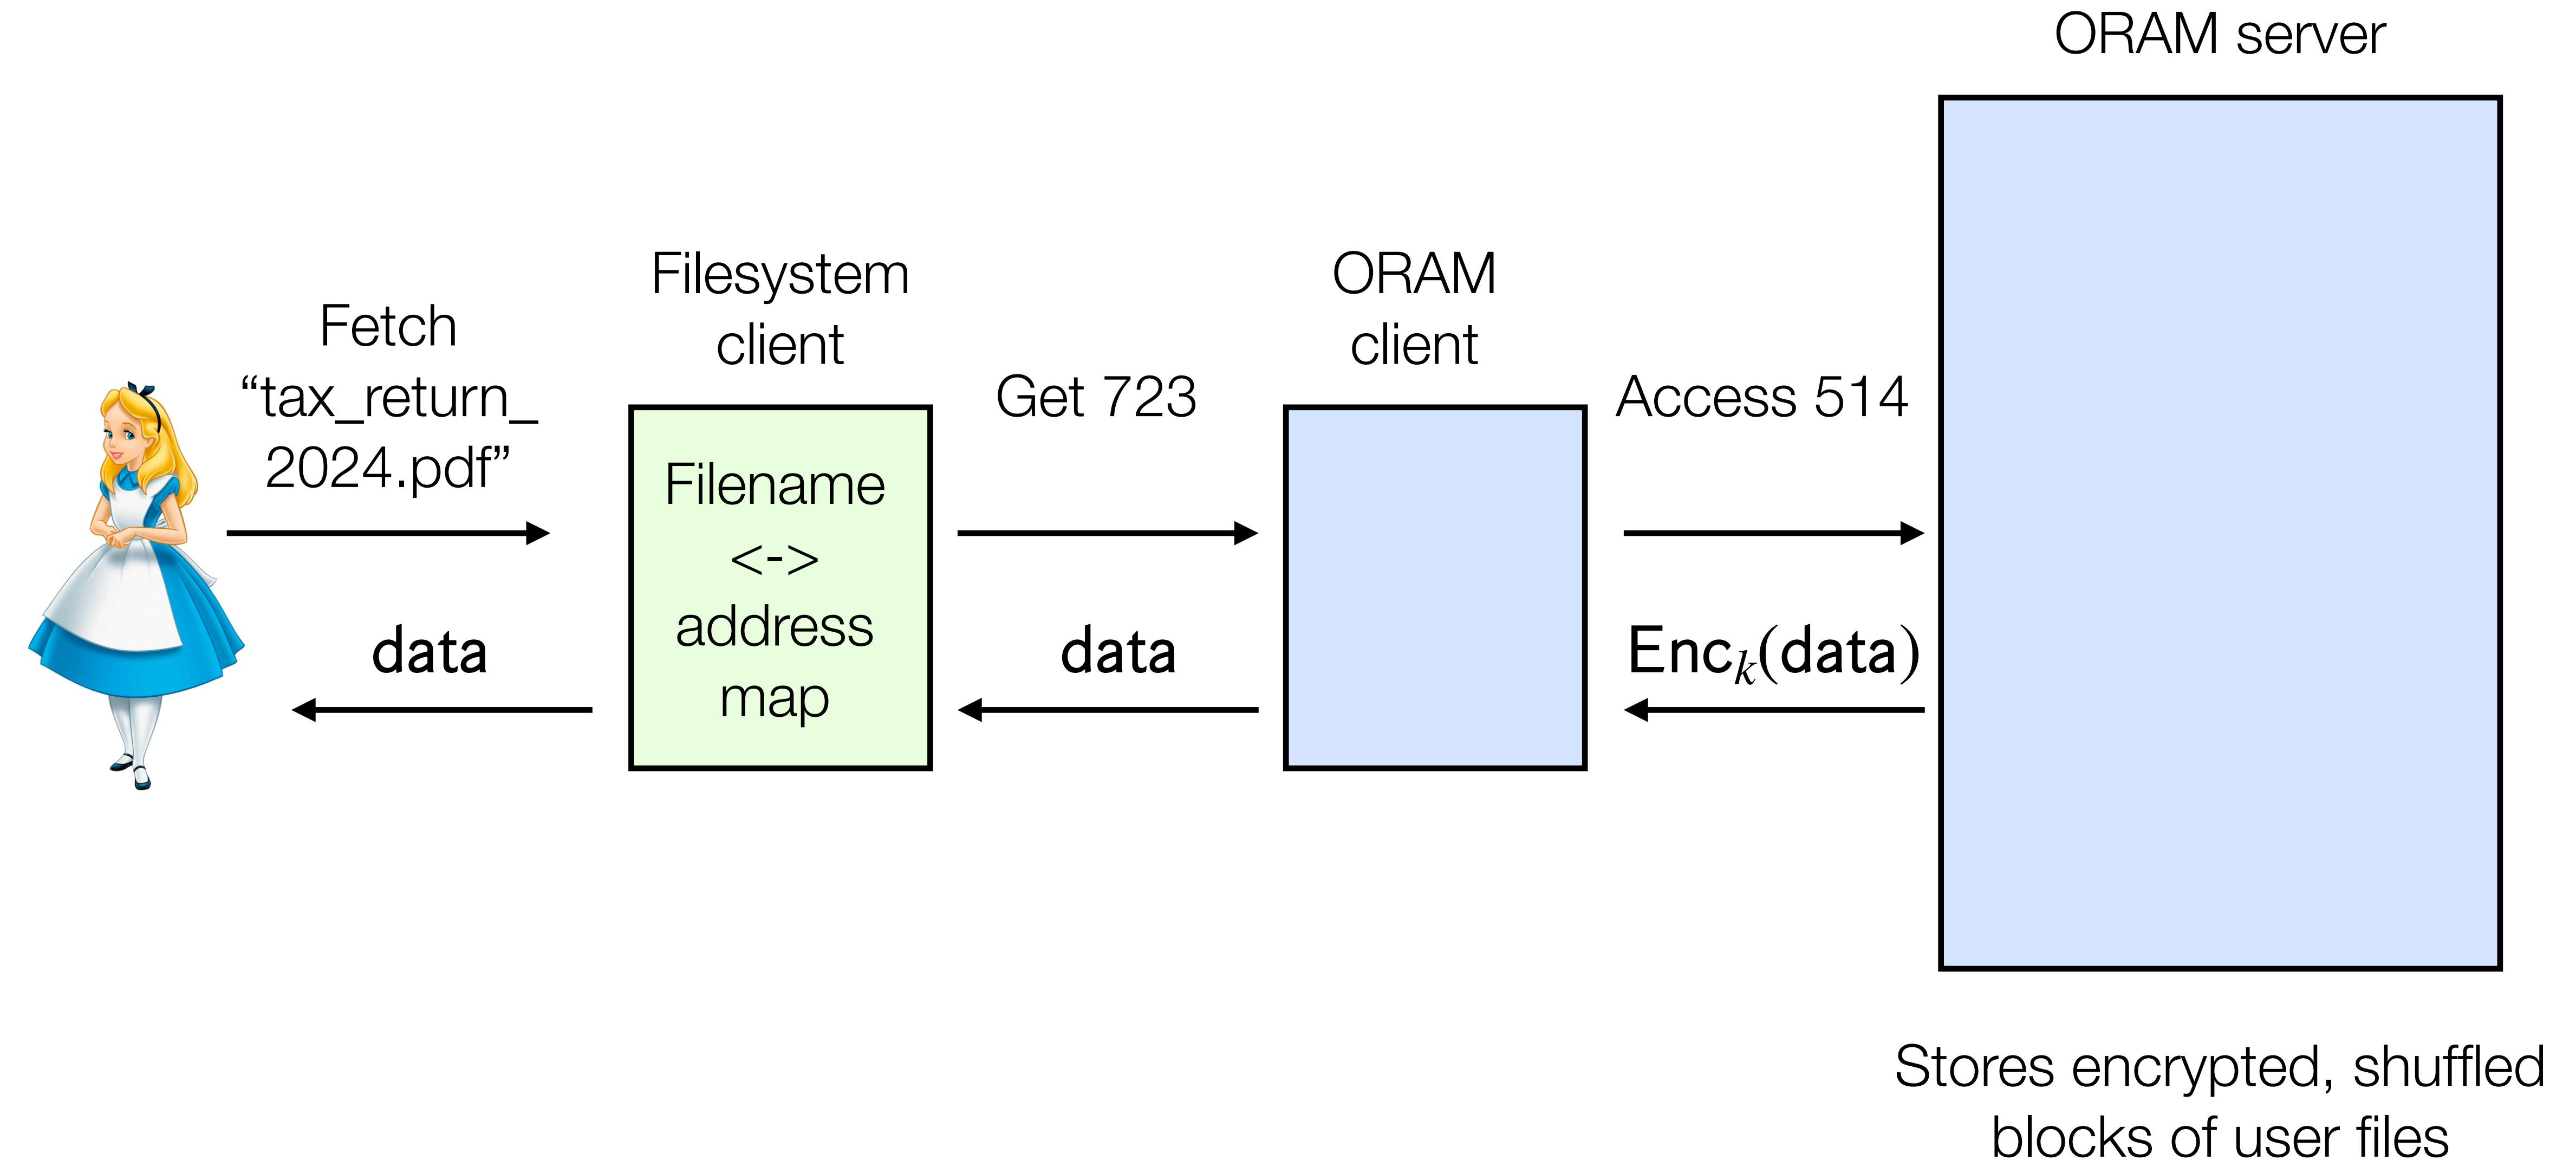 ORAM server
Fetch
“tax_return_
2024.pdf”
data
Filesystem
client
Filename
<->
address
map
Get 723
data
ORAM
client
Access 514
Encₖ(data)
Stores encrypted, shuffled
blocks of user files